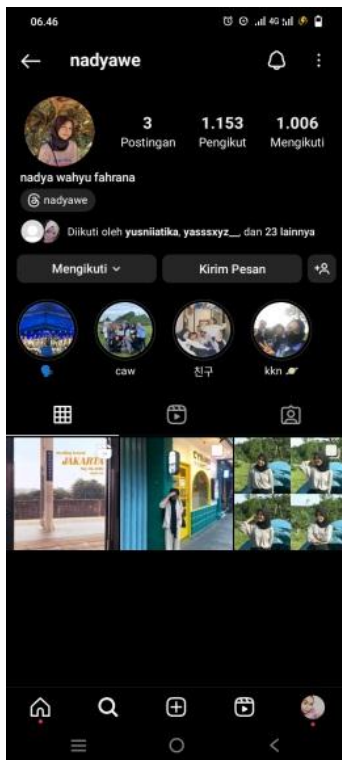 06.46
4G
nadyawe
3 1.153 1.006
Postingan Pengikut Mengikuti
nadya wahyu fahrana
nadyawe
Diikuti oleh yusniiatika, yasssxyz__, dan 23 lainnya
Mengikuti Kirim Pesan
caw 친구 kkn
JAKARTA